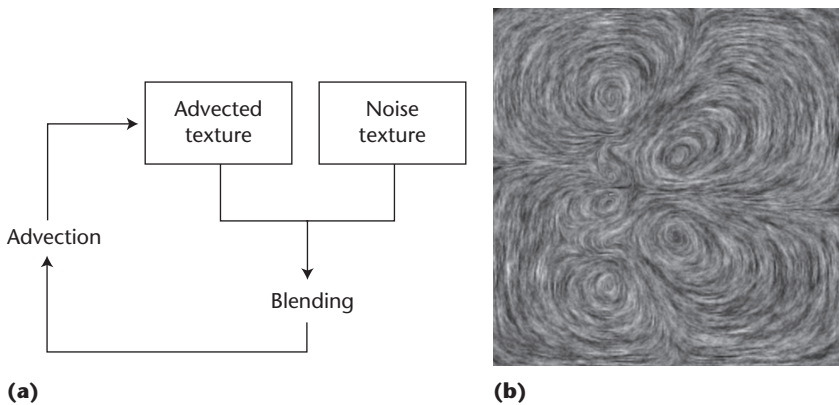 Advected
texture
Noise
texture
Advection
Blending
(a)
(b)